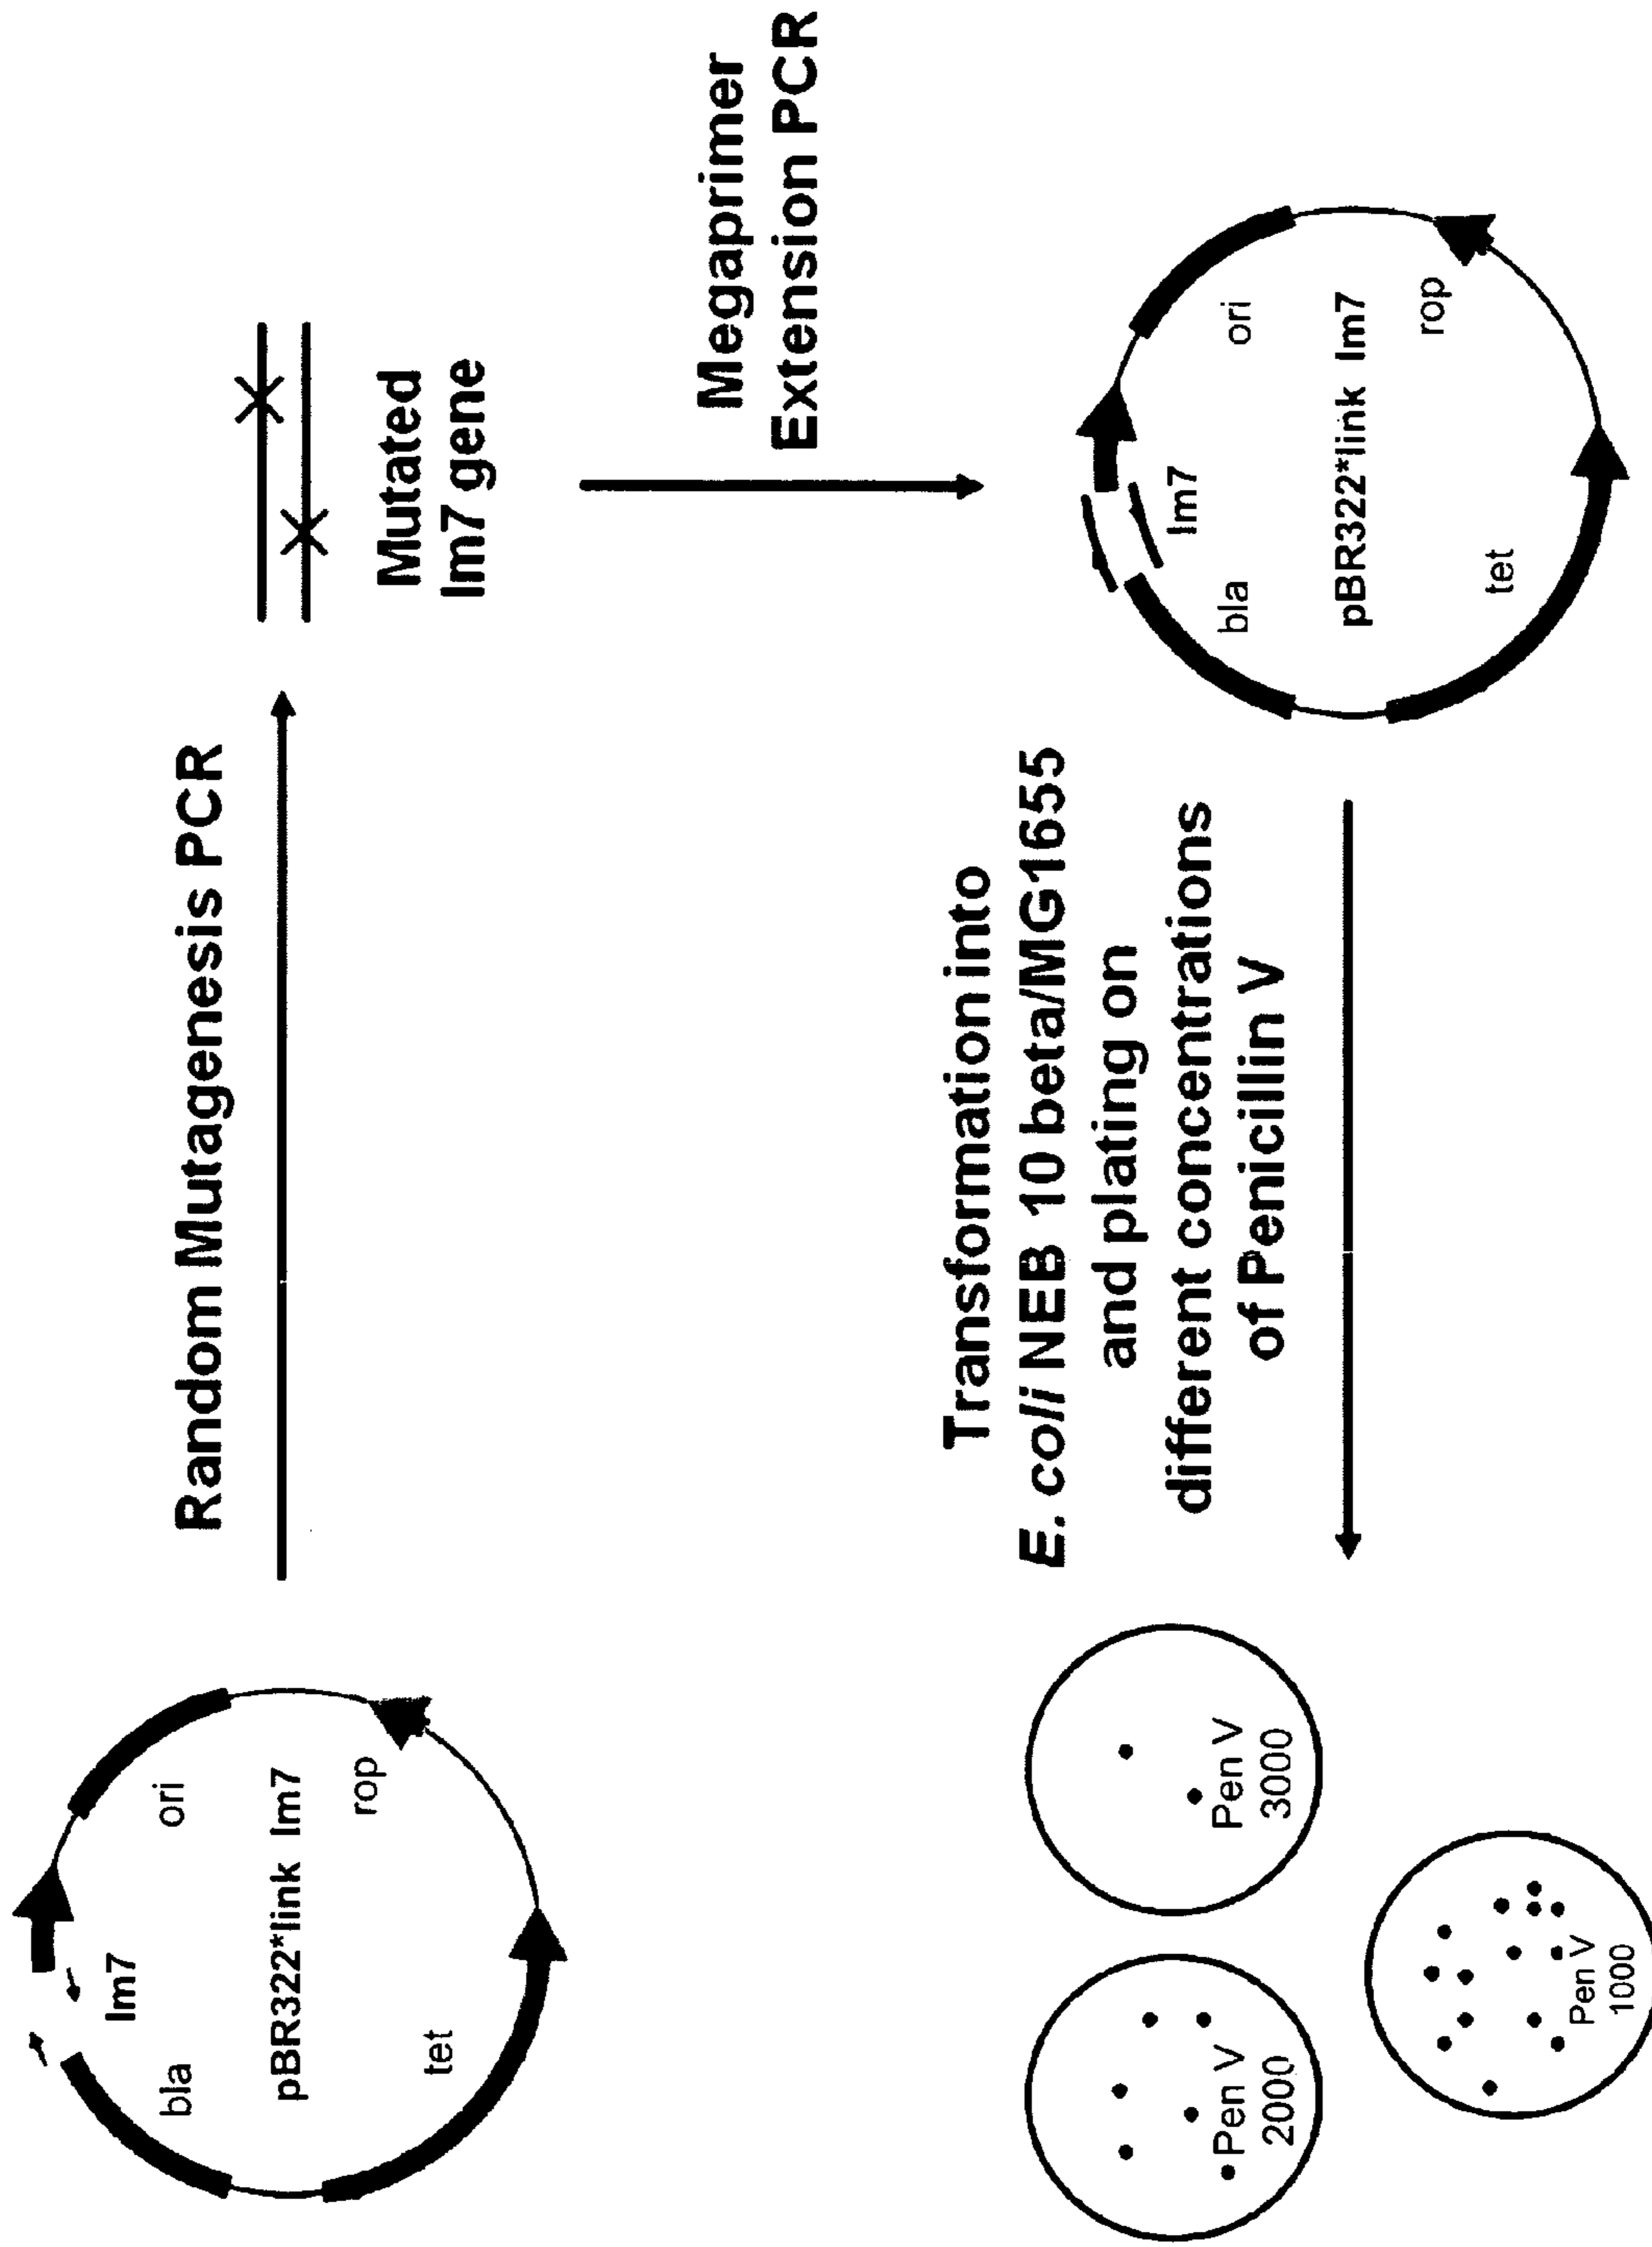 Im7
bla
ori
pBR322*link Im7
tet
rop
Random Mutagenesis PCR
Mutated
Im7 gene
Megaprimer
Extension PCR
Im7
bla
ori
pBR322*link Im7
tet
rop
Transformation into
E. coli NEB 10 beta/MG1655
and plating on
different concentrations
of Penicillin V
Pen V
2000
Pen V
3000
Pen V
1000